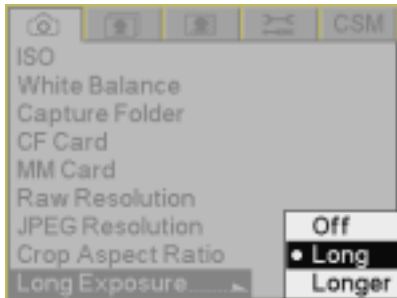 CSM
ISO
White Balance
Capture Folder
CF Card
MM Card
Raw Resolution
JPEG Resolution
Off
Crop Aspect Ratio
Long
Long Exposure........
Longer